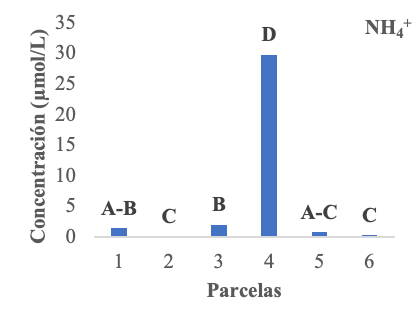 NH₄⁺
Concentración (µmol/L)
35
30
25
20
15
10
5
0
A-B
C
B
D
A-C
C
1 2 3 4 5 6
Parcelas